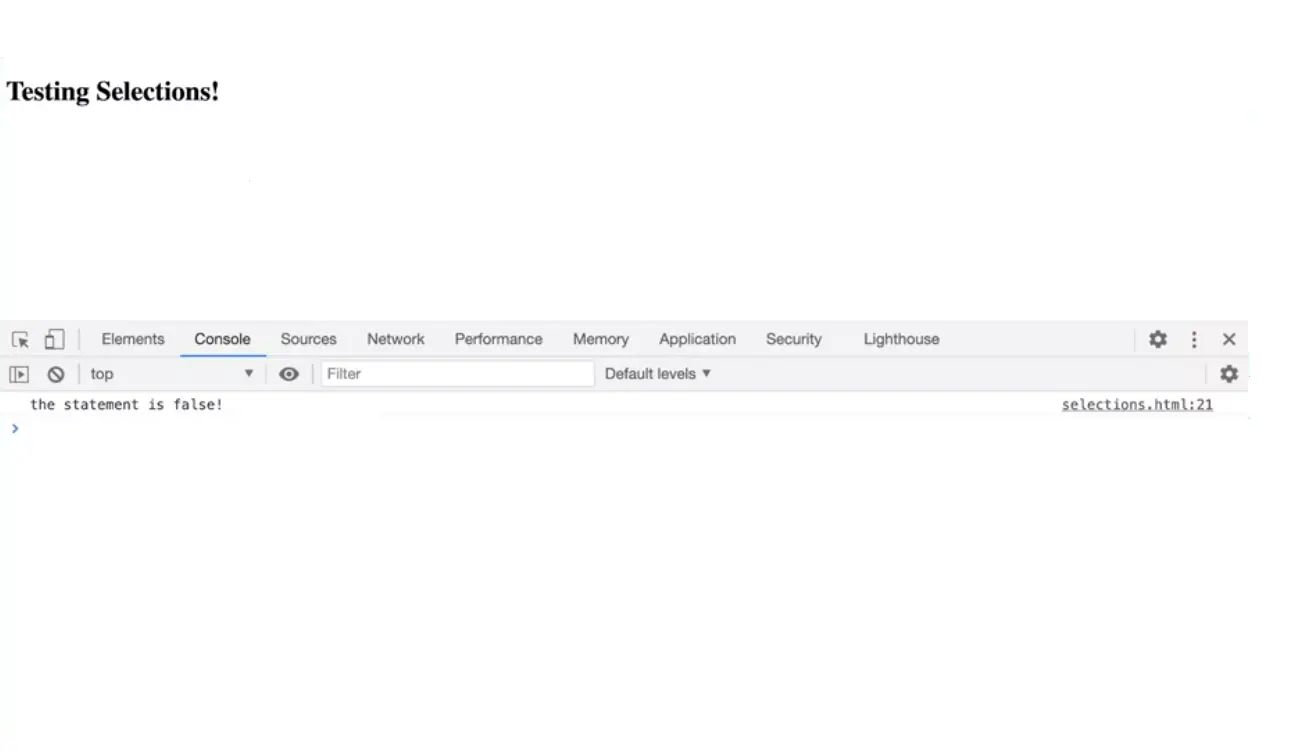 Testing Selections!
Elements Console Sources Network Performance Memory Application Security Lighthouse
top Filter Default levels
the statement is false! selections.html:21